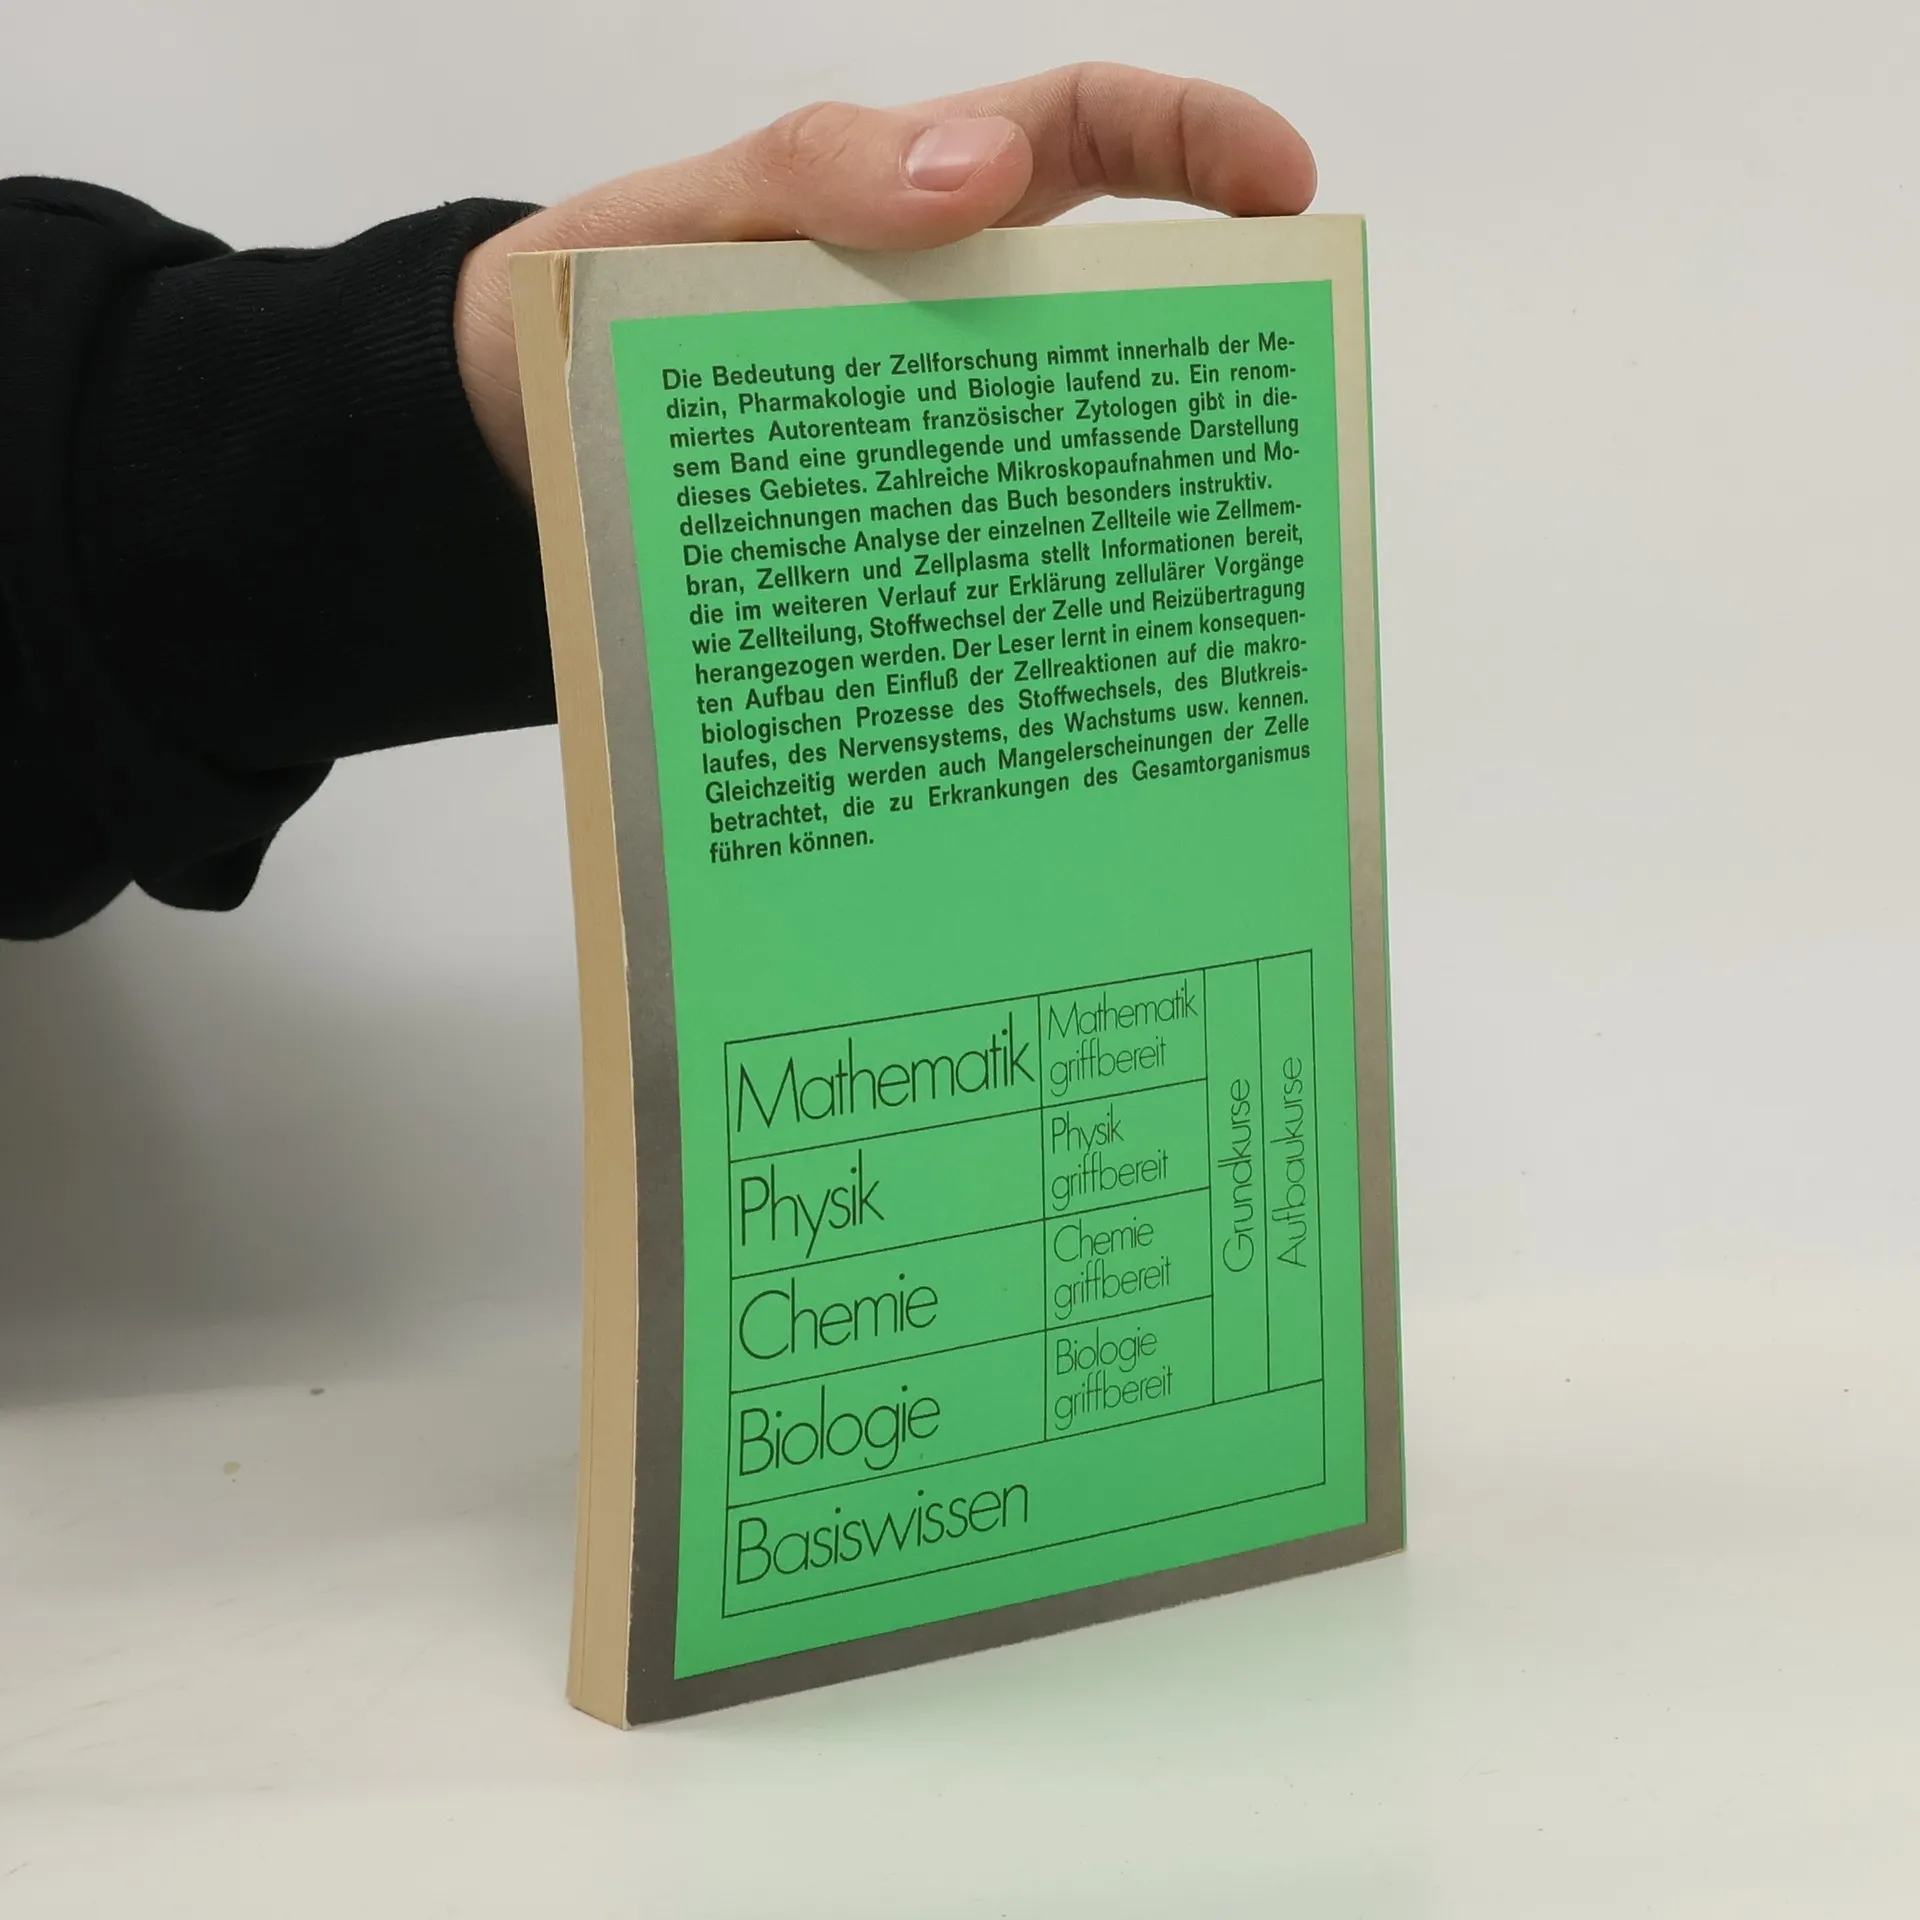 Die Bedeutung der Zellforschung nimmt innerhalb der Me-
dizin, Pharmakologie und Biologie laufend zu. Ein renom-
miertes Autorenteam französischer Zytologen gibt in die-
sem Band eine grundlegende und umfassende Darstellung
dieses Gebietes. Zahlreiche Mikroskopaufnahmen und Mo-
dellzeichnungen machen das Buch besonders instruktiv.
Die chemische Analyse der einzelnen Zellteile wie Zellmem-
bran, Zellkern und Zellplasma stellt Informationen bereit,
die im weiteren Verlauf zur Erklärung zellulärer Vorgänge
wie Zellteilung, Stoffwechsel der Zelle und Reizübertragung
herangezogen werden. Der Leser lernt in einem konsequen-
ten Aufbau den Einfluß der Zellreaktionen auf die makro-
biologischen Prozesse des Stoffwechsels, des Blutkreis-
laufes, des Nervensystems, des Wachstums usw. kennen.
Gleichzeitig werden auch Mangelerscheinungen der Zelle
betrachtet, die zu Erkrankungen des Gesamtorganismus
führen können.
Mathematik
Mathematik
griffbereit
Physik
Physik
griffbereit
Chemie
Chemie
griffbereit
Biologie
Biologie
griffbereit
Grundkurse
Aufbaukurse
Basiswissen